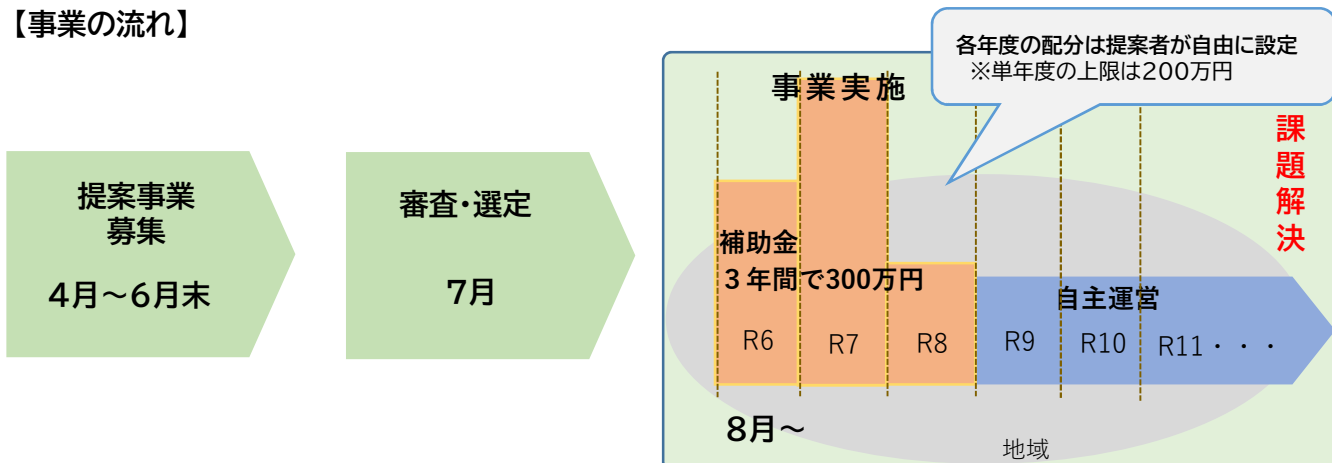 【事業の流れ】
提案事業
募集
4月～6月末
審査・選定
7月
各年度の配分は提案者が自由に設定
※単年度の上限は200万円
事業実施
課題解決
補助金
３年間で300万円
自主運営
R6
R7
R8
R9
R10
R11・・・
8月～
地域